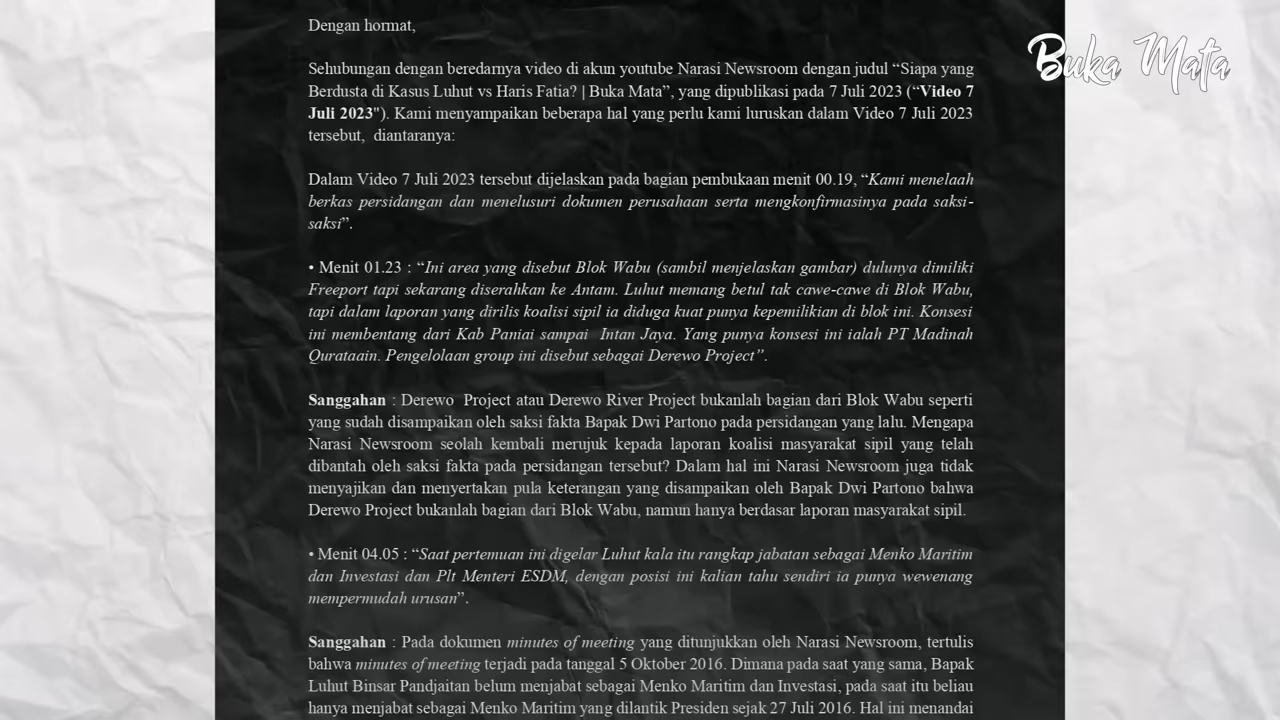 Dengan hormat,
Buka Mata
Sehubungan dengan beredarnya video di akun youtube Narasi Newsroom dengan judul “Siapa yang
Berdusta di Kasus Luhut vs Haris Fatia? | Buka Mata”, yang dipublikasi pada 7 Juli 2023 (“Video 7
Juli 2023"). Kami menyampaikan beberapa hal yang perlu kami luruskan dalam Video 7 Juli 2023
tersebut, diantaranya:
Dalam Video 7 Juli 2023 tersebut dijelaskan pada bagian pembukaan menit 00.19, “Kami menelaah
berkas persidangan dan menelusuri dokumen perusahaan serta mengkonfirmasinya pada saksi-
saksi”.
• Menit 01.23 : “Ini area yang disebut Blok Wabu (sambil menjelaskan gambar) dulunya dimiliki
Freeport tapi sekarang diserahkan ke Antam. Luhut memang betul tak cawe-cawe di Blok Wabu,
tapi dalam laporan yang dirilis koalisi sipil ia diduga kuat punya kepemilikan di blok ini. Konsesi
ini membentang dari Kab Paniai sampai Intan Jaya. Yang punya konsesi ini ialah PT Madinah
Qurataain. Pengelolaan group ini disebut sebagai Derewo Project”.
Sanggahan : Derewo Project atau Derewo River Project bukanlah bagian dari Blok Wabu seperti
yang sudah disampaikan oleh saksi fakta Bapak Dwi Partono pada persidangan yang lalu. Mengapa
Narasi Newsroom seolah kembali merujuk kepada laporan koalisi masyarakat sipil yang telah
dibantah oleh saksi fakta pada persidangan tersebut? Dalam hal ini Narasi Newsroom juga tidak
menyajikan dan menyertakan pula keterangan yang disampaikan oleh Bapak Dwi Partono bahwa
Derewo Project bukanlah bagian dari Blok Wabu, namun hanya berdasar laporan masyarakat sipil.
• Menit 04.05 : “Saat pertemuan ini digelar Luhut kala itu rangkap jabatan sebagai Menko Maritim
dan Investasi dan Plt Menteri ESDM, dengan posisi ini kalian tahu sendiri ia punya wewenang
mempermudah urusan”.
Sanggahan : Pada dokumen minutes of meeting yang ditunjukkan oleh Narasi Newsroom, tertulis
bahwa minutes of meeting terjadi pada tanggal 5 Oktober 2016. Dimana pada saat yang sama, Bapak
Luhut Binsar Pandjaitan belum menjabat sebagai Menko Maritim dan Investasi, pada saat itu beliau
hanya menjabat sebagai Menko Maritim yang dilantik Presiden sejak 27 Juli 2016. Hal ini menandai